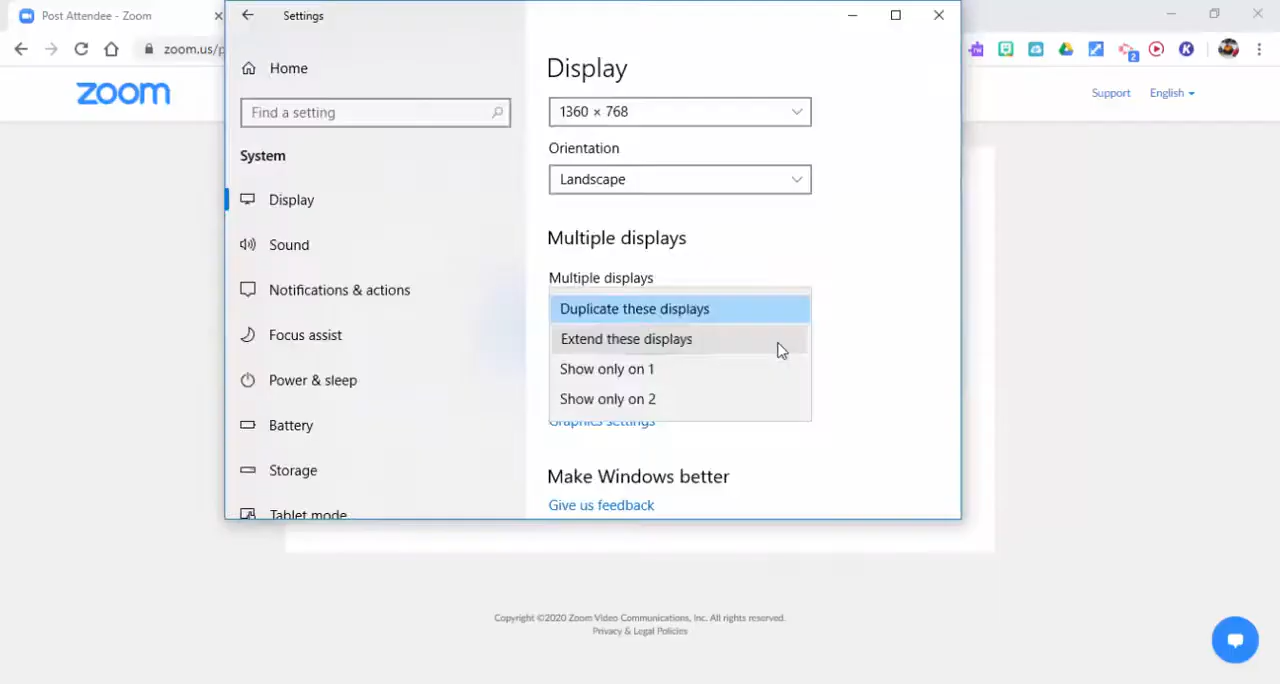 Post Attendee - Zoom
Settings
zoom.us/p
2
K
zoom
Support
English
Home
Find a setting
System
Display
Sound
Notifications & actions
Focus assist
Power & sleep
Battery
Storage
Tablet mode
Display
1360 × 768
Orientation
Landscape
Multiple displays
Multiple displays
Duplicate these displays
Extend these displays
Show only on 1
Show only on 2
Graphics settings
Make Windows better
Give us feedback
Copyright ©2020 Zoom Video Communications, Inc. All rights reserved.
Privacy & Legal Policies